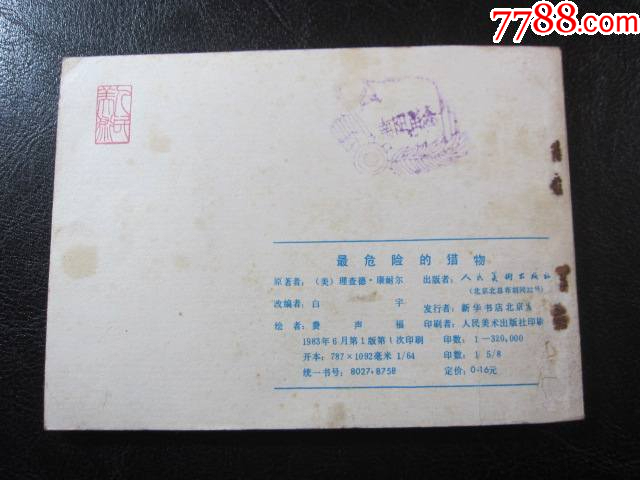 7788.com
人民
美术
最危险的猎物
原著者：（美）理查德·康耐尔 出版者：人民美术出版社
（北京北总布胡同32号）
改编者：白宇 发行者：新华书店北京
绘者：费声福 印刷者：人民美术出版社印刷
1983年6月第1版第1次印刷 印数：1—320,000
开本：787×1092毫米 1/64 印数：1 5/8
统一书号：8027·8758 定价：0·16元